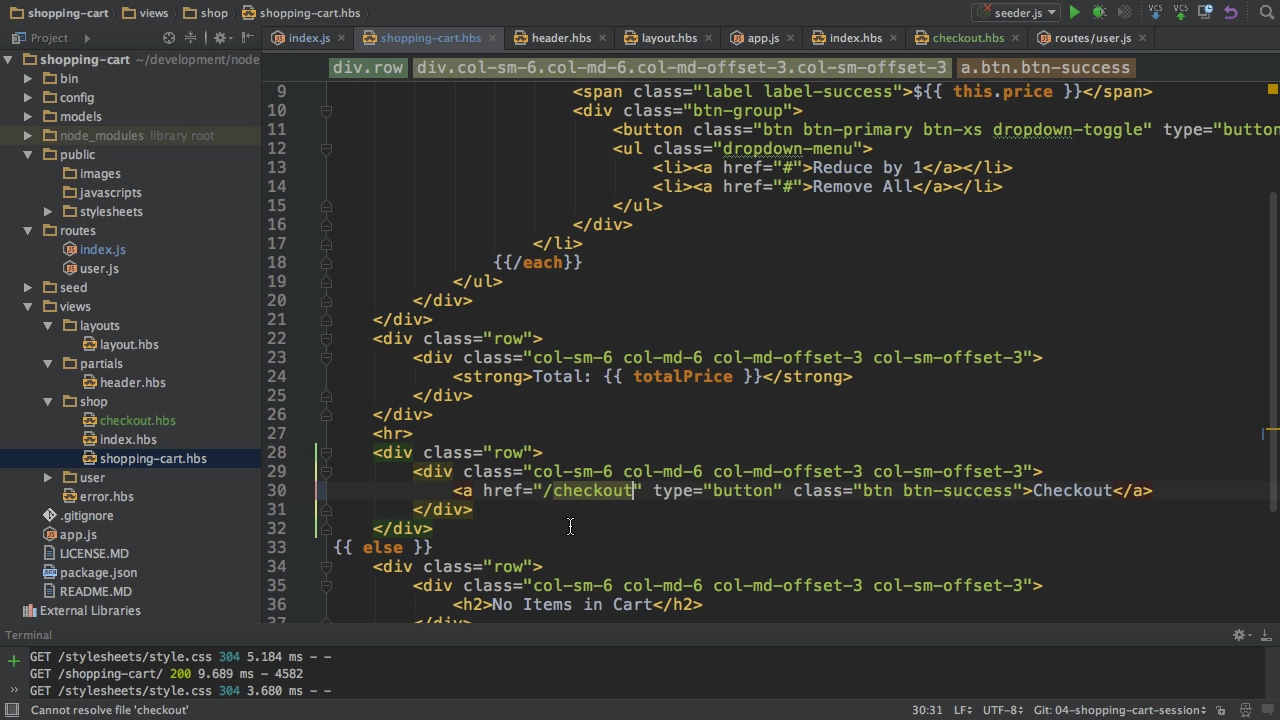 shopping-cart views shop shopping-cart.hbs seeder.js
Project index.js shopping-cart.hbs header.hbs layout.hbs app.js index.hbs checkout.hbs routes/user.js
div.row div.col-sm-6.col-md-6.col-md-offset-3.col-sm-offset-3 a.btn.btn-success
shopping-cart ~/development/node
bin
config
models
node_modules library root
public
images
javascripts
stylesheets
routes
index.js
user.js
seed
views
layouts
layout.hbs
partials
header.hbs
shop
checkout.hbs
index.hbs
shopping-cart.hbs
user
error.hbs
.gitignore
app.js
LICENSE.MD
package.json
README.MD
External Libraries
9 <span class="label label-success">${{ this.price }}</span>
10 <div class="btn-group">
11 <button class="btn btn-primary btn-xs dropdown-toggle" type="button
12 <ul class="dropdown-menu">
13 <li><a href="#">Reduce by 1</a></li>
14 <li><a href="#">Remove All</a></li>
15 </ul>
16 </div>
17 </li>
18 {{/each}}
19 </ul>
20 </div>
21 </div>
22 <div class="row">
23 <div class="col-sm-6 col-md-6 col-md-offset-3 col-sm-offset-3">
24 <strong>Total: {{ totalPrice }}</strong>
25 </div>
26 </div>
27 <hr>
28 <div class="row">
29 <div class="col-sm-6 col-md-6 col-md-offset-3 col-sm-offset-3">
30 <a href="/checkout" type="button" class="btn btn-success">Checkout</a>
31 </div>
32 </div>
33 {{ else }}
34 <div class="row">
35 <div class="col-sm-6 col-md-6 col-md-offset-3 col-sm-offset-3">
36 <h2>No Items in Cart</h2>
37 </div>
Terminal
GET /stylesheets/style.css 304 5.184 ms - -
GET /shopping-cart/ 200 9.689 ms - 4582
GET /stylesheets/style.css 304 3.680 ms - -
Cannot resolve file 'checkout' 30:31 LF UTF-8 Git: 04-shopping-cart-session